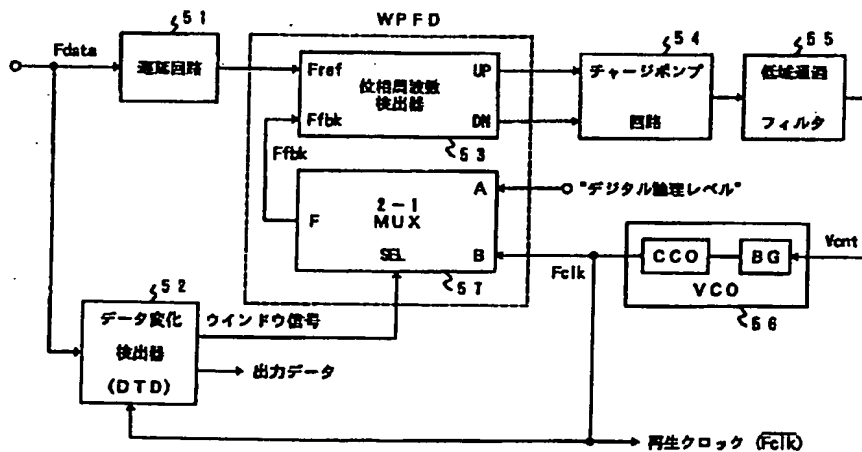 51
WPFD
54
55
Fdata
遅延回路
Fref
UP
位相周波数
検出器
Ffbk
DN
チャージポンプ
回路
低域通過
フィルタ
Ffbk
53
2-1
MUX
F
A
SEL
B
"デジタル論理レベル"
57
Fclk
CCO
BG
VCO
Vcnt
56
52
データ変化
検出器
(DTD)
ウインドウ信号
出力データ
再生クロック (F̅c̅l̅k̅)